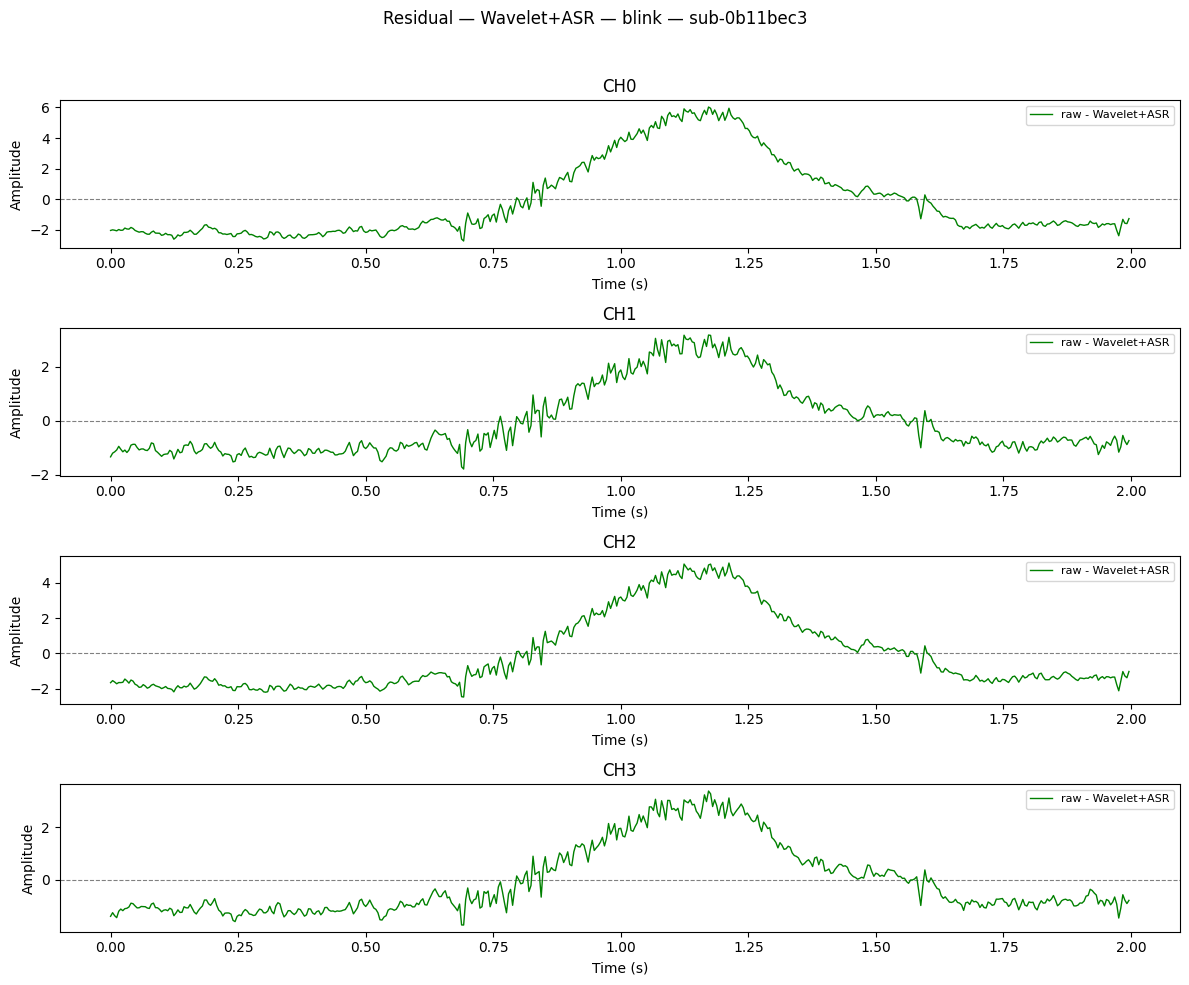 Residual — Wavelet+ASR — blink — sub-0b11bec3
CH0
6
4
2
0
−2
Amplitude
raw - Wavelet+ASR
0.00 0.25 0.50 0.75 1.00 1.25 1.50 1.75 2.00
Time (s)
CH1
2
0
−2
Amplitude
raw - Wavelet+ASR
0.00 0.25 0.50 0.75 1.00 1.25 1.50 1.75 2.00
Time (s)
CH2
4
2
0
−2
Amplitude
raw - Wavelet+ASR
0.00 0.25 0.50 0.75 1.00 1.25 1.50 1.75 2.00
Time (s)
CH3
2
0
Amplitude
raw - Wavelet+ASR
0.00 0.25 0.50 0.75 1.00 1.25 1.50 1.75 2.00
Time (s)